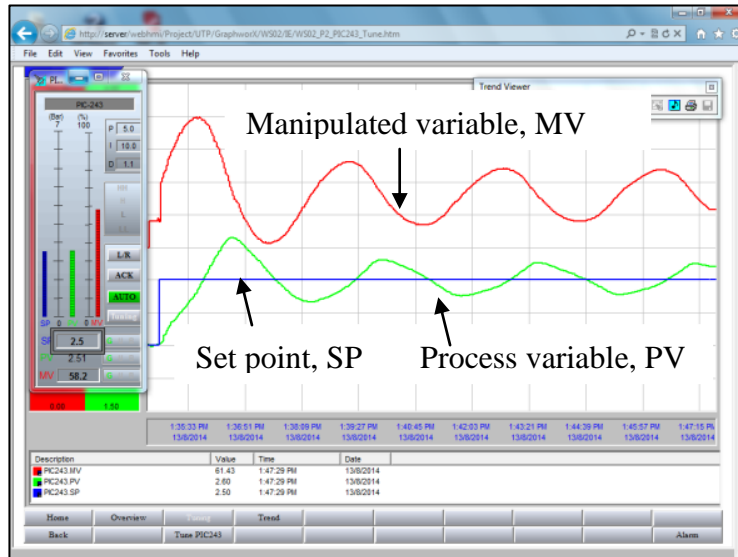 http://server/webhmi/Project/UTP/GraphworX/WS02/IE/WS02_P2_PIC243_Tune.htm
File Edit View Favorites Tools Help
PI...
Trend Viewer
PIC-243
(Bar) (%)
7 100
P 5.0
I 10.0
D 1.1
HH
H
L
LL
L/R
ACK
AUTO
Tuning
SP 0 0 MV
SP 2.5
PV 2.51
MV 58.2
0.00 1.50
Manipulated variable, MV
Set point, SP
Process variable, PV
1:35:33 PM 1:36:51 PM 1:38:09 PM 1:39:27 PM 1:40:45 PM 1:42:03 PM 1:43:21 PM 1:44:39 PM 1:45:57 PM 1:47:15 PM
13/8/2014 13/8/2014 13/8/2014 13/8/2014 13/8/2014 13/8/2014 13/8/2014 13/8/2014 13/8/2014 13/8/2014
Description Value Time Date
PIC243.MV 61.43 1:47:29 PM 13/8/2014
PIC243.PV 2.60 1:47:29 PM 13/8/2014
PIC243.SP 2.50 1:47:29 PM 13/8/2014
Home Overview Tuning Trend
Back Tune PIC243 Alarm